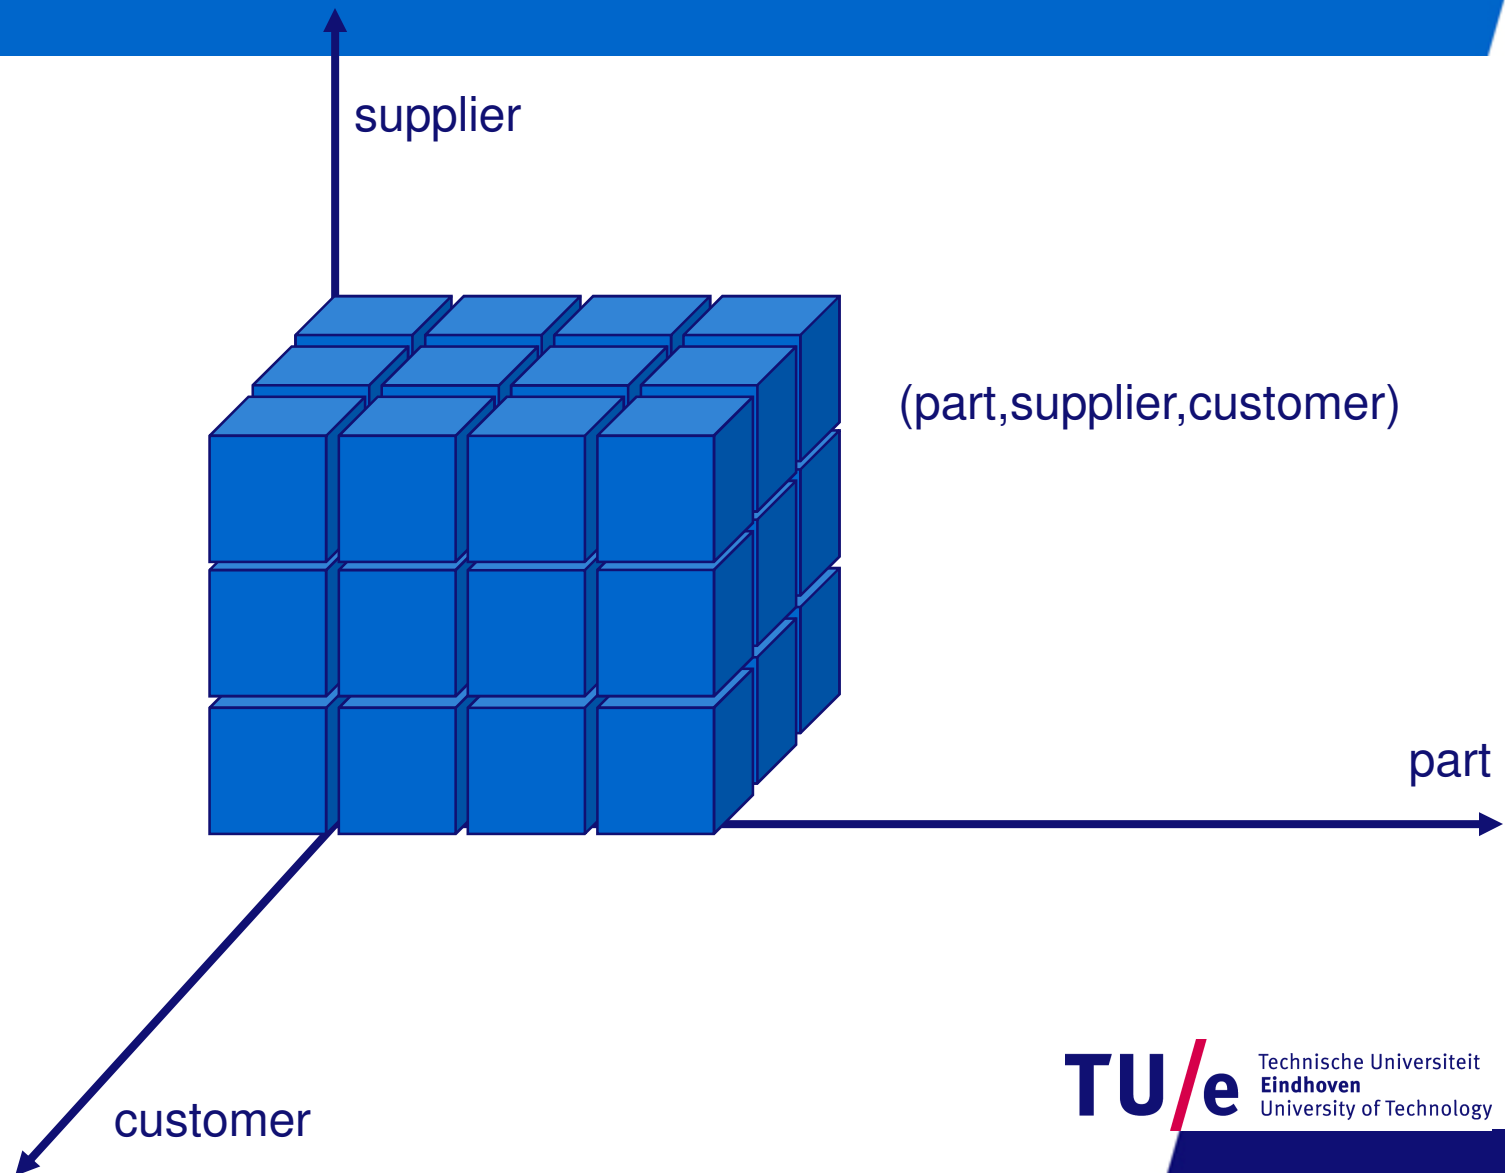 supplier
(part,supplier,customer)
part
customer
TU/e
Technische Universiteit
Eindhoven
University of Technology